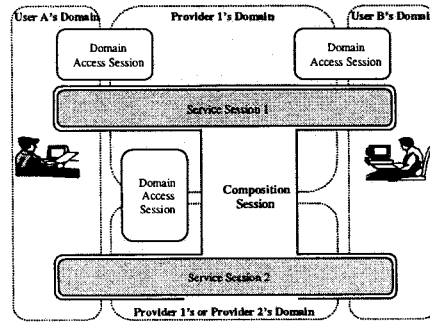 User A's Domain
Provider 1's Domain
User B's Domain
Domain
Access Session
Domain
Access Session
Service Session 1
Domain
Access
Session
Composition
Session
Service Session 2
Provider 1's or Provider 2's Domain